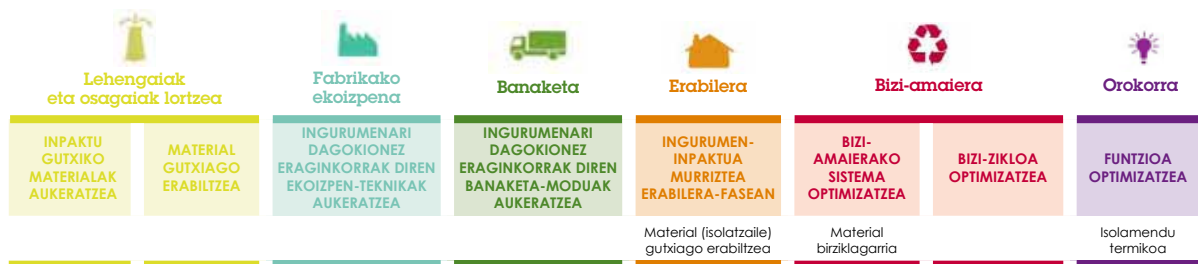 Lehengaiak
eta osagaiak lortzea
Fabrikako
ekoizpena
Banaketa
Erabilera
Bizi-amaiera
Orokorra
INPAKTU
GUTXIKO
MATERIALAK
AUKERATZEA
MATERIAL
GUTXIAGO
ERABILTZEA
INGURUMENARI
DAGOKIONEZ
ERAGINKORRAK DIREN
EKOIZPEN-TEKNIKAK
AUKERATZEA
INGURUMENARI
DAGOKIONEZ
ERAGINKORRAK DIREN
BANAKETA-MODUAK
AUKERATZEA
INGURUMEN-
INPAKTUA
MURRIZTEA
ERABILERA-FASEAN
BIZI-
AMAIERAKO
SISTEMA
OPTIMIZATZEA
BIZI-ZIKLOA
OPTIMIZATZEA
FUNTZIOA
OPTIMIZATZEA
Material (isolatzaile)
gutxiago erabiltzea
Material
birziklagarria
Isolamendu
termikoa